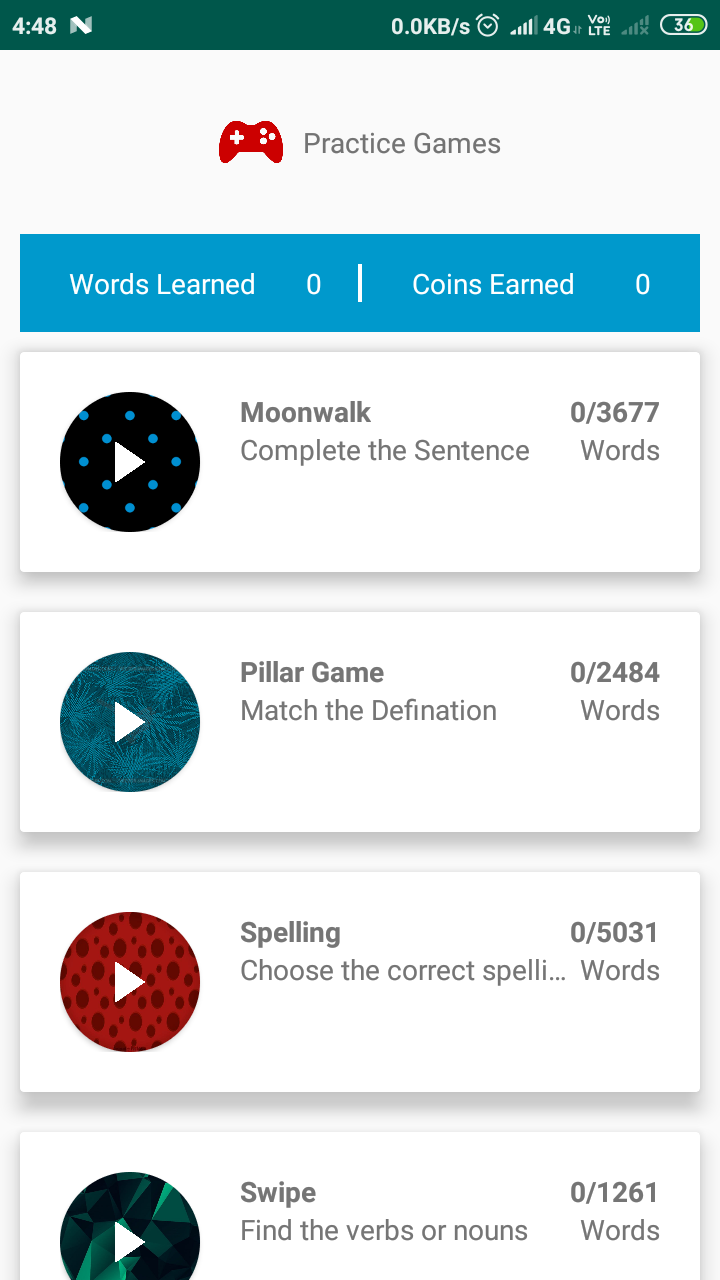 4:48 0.0KB/s 4G VoLTE 36
Practice Games
Words Learned 0 Coins Earned 0
Moonwalk 0/3677
Complete the Sentence Words
Pillar Game 0/2484
Match the Defination Words
Spelling 0/5031
Choose the correct spelli... Words
Swipe 0/1261
Find the verbs or nouns Words